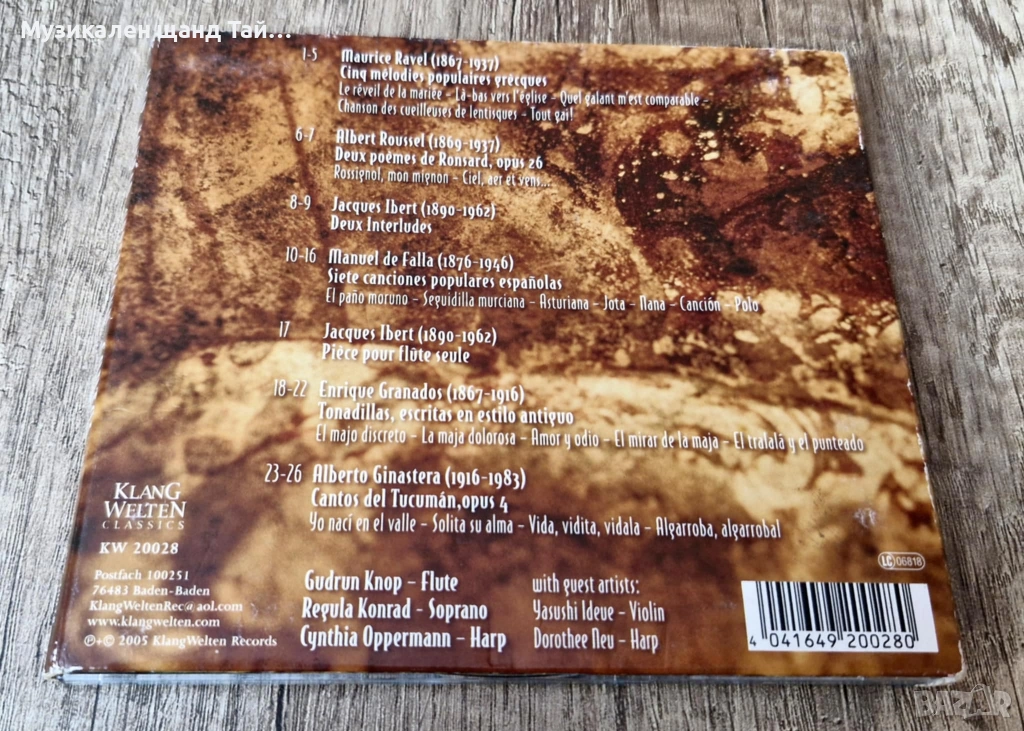 Музикален щанд Тай...
1-5 Maurice Ravel (1867-1937)
Cinq mélodies populaires grecques
Le réveil de la mariée - Là-bas vers l'église - Quel galant m'est comparable -
Chanson des cueilleuses de lentisques - Tout gai!
6-7 Albert Roussel (1869-1937)
Deux poèmes de Ronsard, opus 26
Rossignol, mon mignon - Ciel, aer et vens...
8-9 Jacques Ibert (1890-1962)
Deux Interludes
10-16 Manuel de Falla (1876-1946)
Siete canciones populares españolas
El paño moruno - Seguidilla murciana - Asturiana - Jota - Nana - Canción - Polo
17 Jacques Ibert (1890-1962)
Pièce pour flûte seule
18-22 Enrique Granados (1867-1916)
Tonadillas, escritas en estilo antiguo
El majo discreto - La maja dolorosa - Amor y odio - El mirar de la maja - El tralalá y el punteado
23-26 Alberto Ginastera (1916-1983)
Cantos del Tucumán, opus 4
Yo nací en el valle - Solita su alma - Vida, vidita, vidala - Algarroba, algarrobal
KLANG
WELTEN
CLASSICS
KW 20028
Postfach 100251
76483 Baden-Baden
KlangWeltenRec@aol.com
www.klangwelten.com
℗+© 2005 KlangWelten Records
Gudrun Knop – Flute
Regula Konrad – Soprano
Cynthia Oppermann – Harp
with guest artists:
Yasushi Ideue – Violin
Dorothee Neu – Harp
LC 06818
4 041649 200280
BAZAR